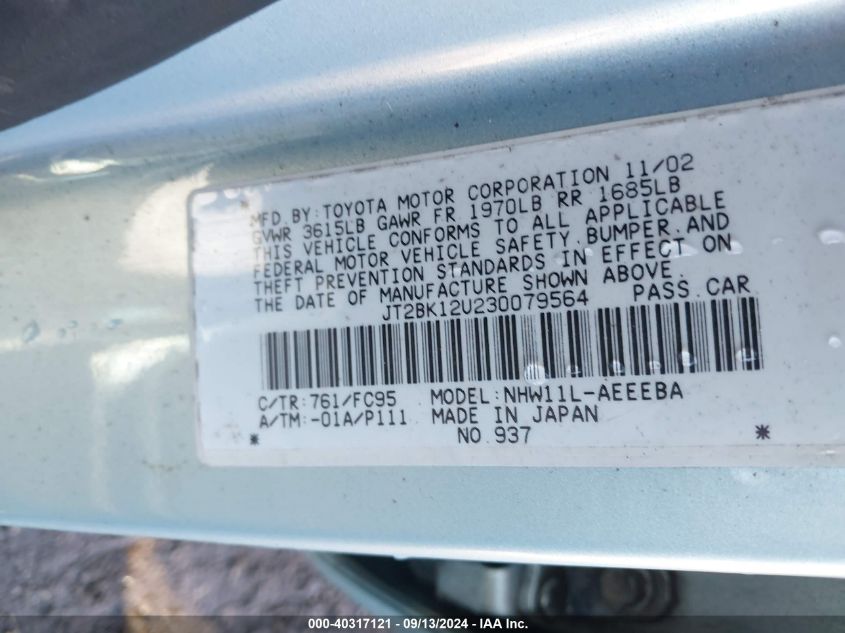 MFD.BY:TOYOTA MOTOR CORPORATION 11/02
GVWR 3615LB GAWR FR 1970LB RR 1685LB
THIS VEHICLE CONFORMS TO ALL APPLICABLE
FEDERAL MOTOR VEHICLE SAFETY,BUMPER,AND
THEFT PREVENTION STANDARDS IN EFFECT ON
THE DATE OF MANUFACTURE SHOWN ABOVE.
JT2BK12U230079564 PASS.CAR
C/TR:761/FC95 MODEL:NHW11L-AEEEBA
A/TM:-01A/P111 MADE IN JAPAN
* NO.937 *
000-40317121 - 09/13/2024 - IAA Inc.